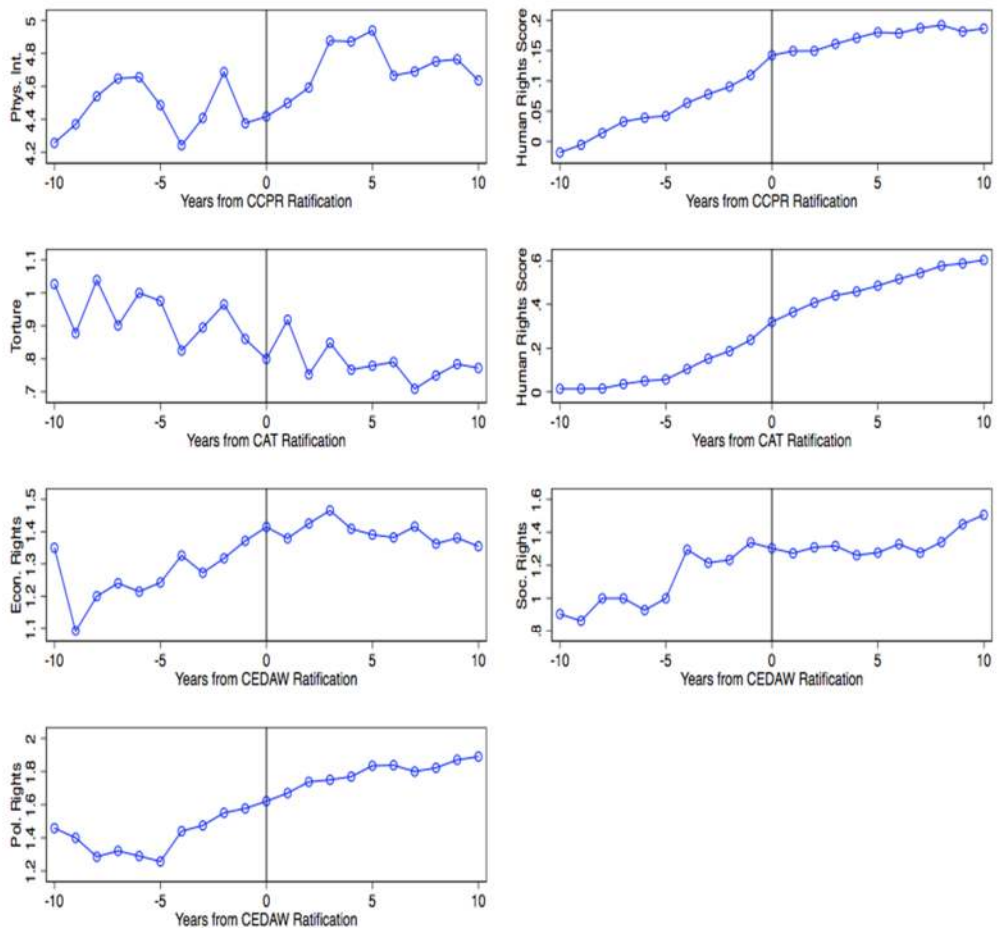 Phys. Int.
4.2 4.4 4.6 4.8 5
-10 -5 0 5 10
Years from CCPR Ratification
Human Rights Score
0 .05 .1 .15 .2
-10 -5 0 5 10
Years from CCPR Ratification
Torture
.7 .8 .9 1 1.1
-10 -5 0 5 10
Years from CAT Ratification
Human Rights Score
0 .2 .4 .6
-10 -5 0 5 10
Years from CAT Ratification
Econ. Rights
1.1 1.2 1.3 1.4 1.5
-10 -5 0 5 10
Years from CEDAW Ratification
Soc. Rights
.8 1 1.2 1.4 1.6
-10 -5 0 5 10
Years from CEDAW Ratification
Pol. Rights
1.2 1.4 1.6 1.8 2
-10 -5 0 5 10
Years from CEDAW Ratification